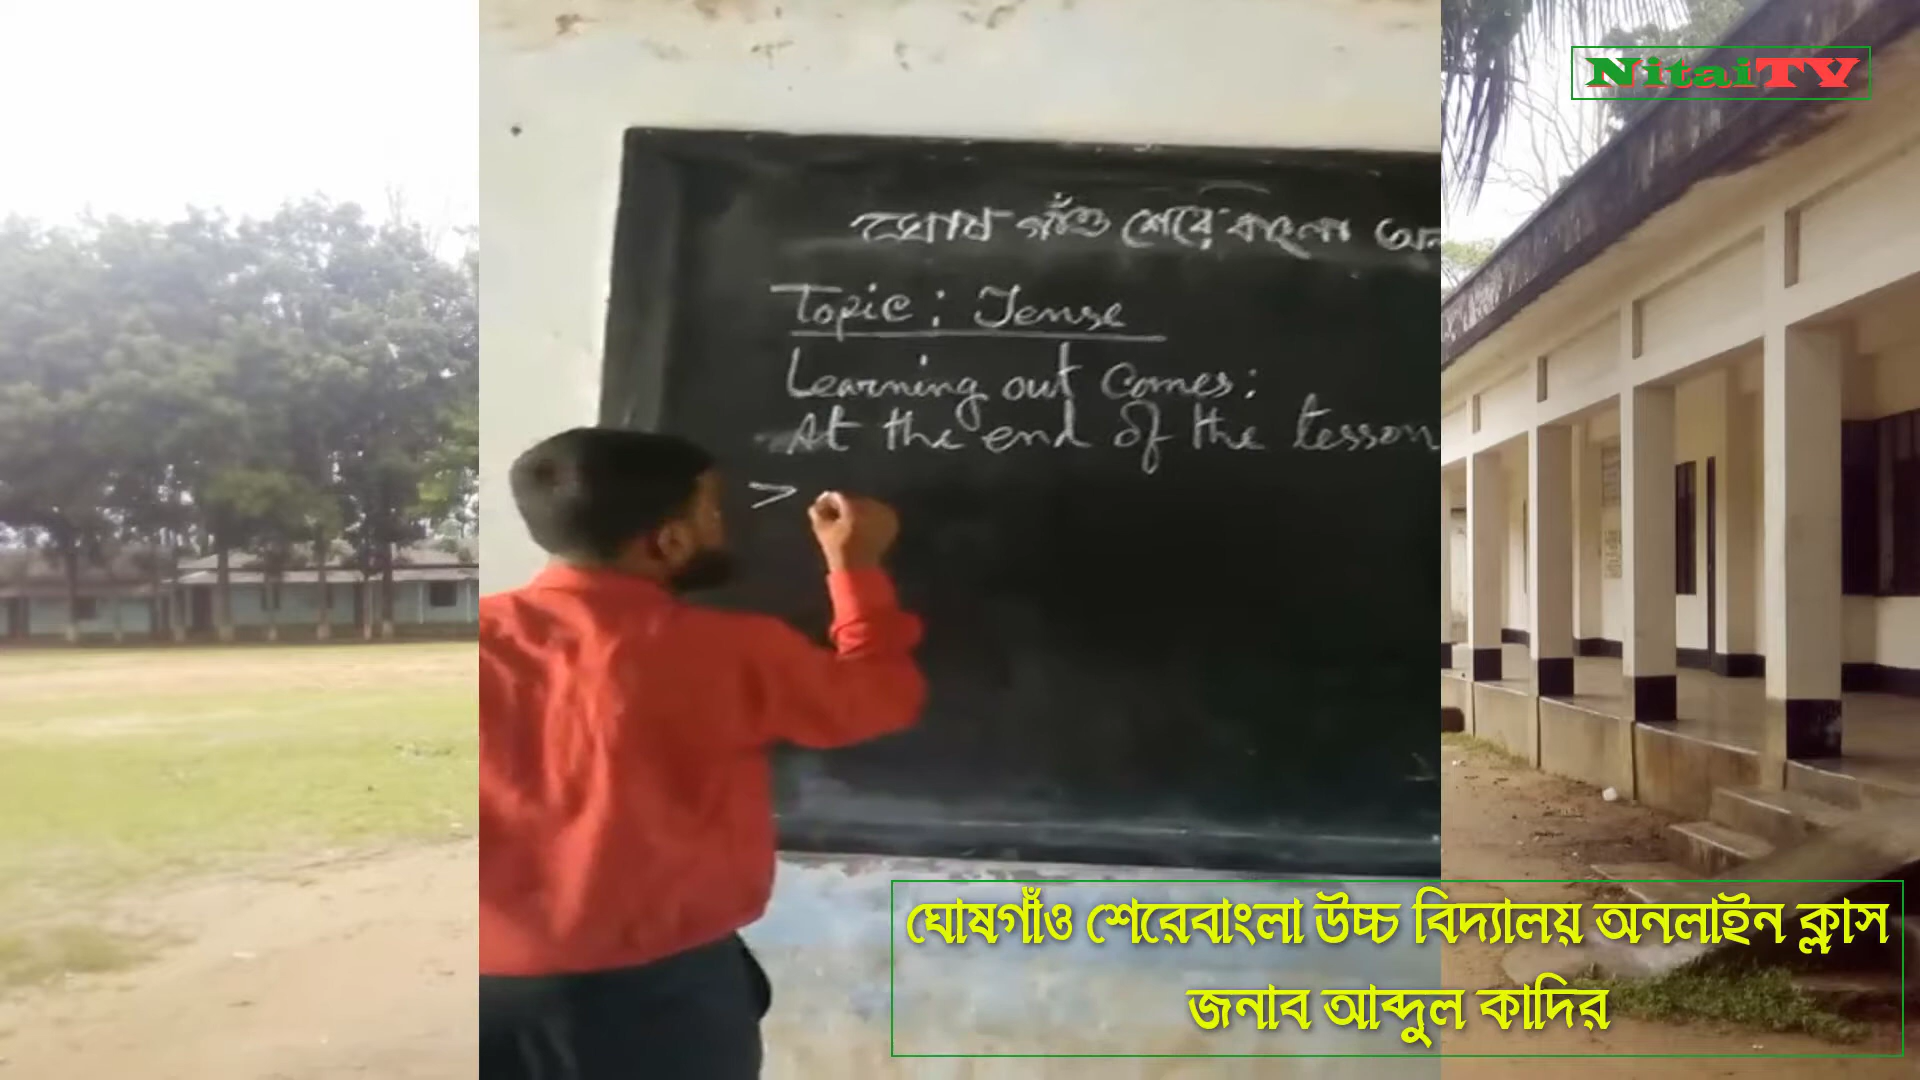 NitaiTV
ঘোষ গাঁও শেরে বাংলা অন
Topic: Tense
Learning out comes:
At the end of the lesson
>
ঘোষগাঁও শেরেবাংলা উচ্চ বিদ্যালয় অনলাইন ক্লাস
জনাব আব্দুল কাদির